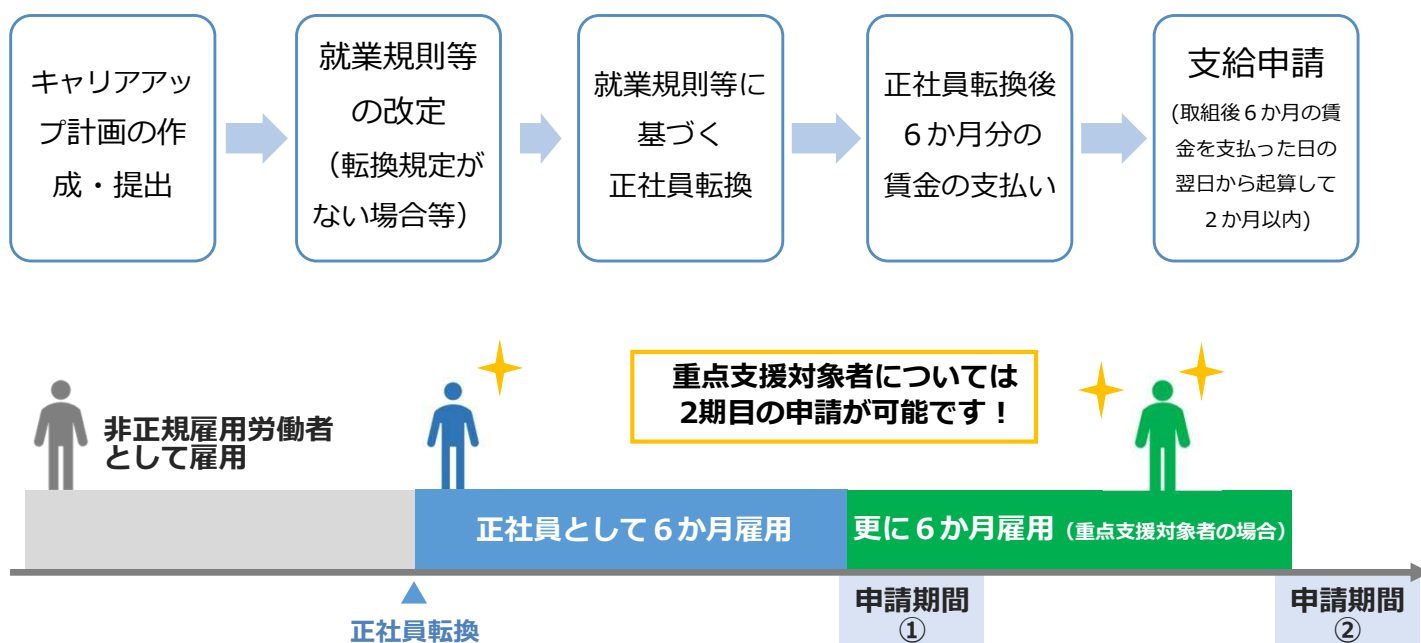 キャリアアッ
プ計画の作
成・提出
就業規則等
の改定
（転換規定が
ない場合等）
就業規則等に
基づく
正社員転換
正社員転換後
６か月分の
賃金の支払い
支給申請
(取組後６か月の賃
金を支払った日の
翌日から起算して
２か月以内)
重点支援対象者については
2期目の申請が可能です！
非正規雇用労働者
として雇用
正社員として６か月雇用
更に６か月雇用（重点支援対象者の場合）
正社員転換
申請期間
①
申請期間
②